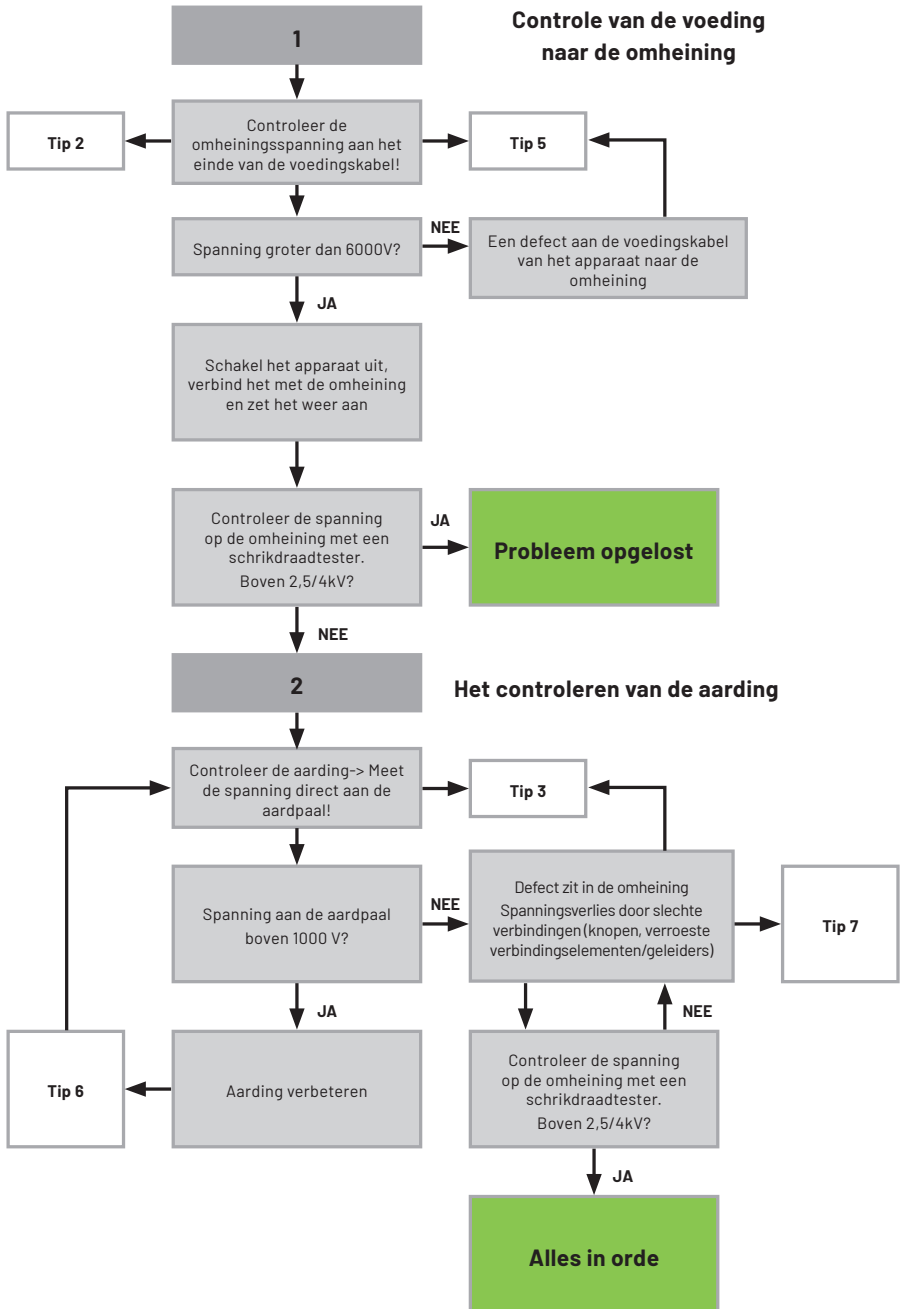 1
Controle van de voeding
naar de omheining
Tip 2
Controleer de
omheiningsspanning aan het
einde van de voedingskabel!
Tip 5
Spanning groter dan 6000V?
NEE
Een defect aan de voedingskabel
van het apparaat naar de
omheining
JA
Schakel het apparaat uit,
verbind het met de omheining
en zet het weer aan
Controleer de spanning
op de omheining met een
schrikdraadtester.
Boven 2,5/4kV?
JA
Probleem opgelost
NEE
2
Het controleren van de aarding
Controleer de aarding-> Meet
de spanning direct aan de
aardpaal!
Tip 3
Spanning aan de aardpaal
boven 1000 V?
NEE
Defect zit in de omheining
Spanningsverlies door slechte
verbindingen (knopen, verroeste
verbindingselementen/geleiders)
Tip 7
JA
NEE
Tip 6
Aarding verbeteren
Controleer de spanning
op de omheining met een
schrikdraadtester.
Boven 2,5/4kV?
JA
Alles in orde